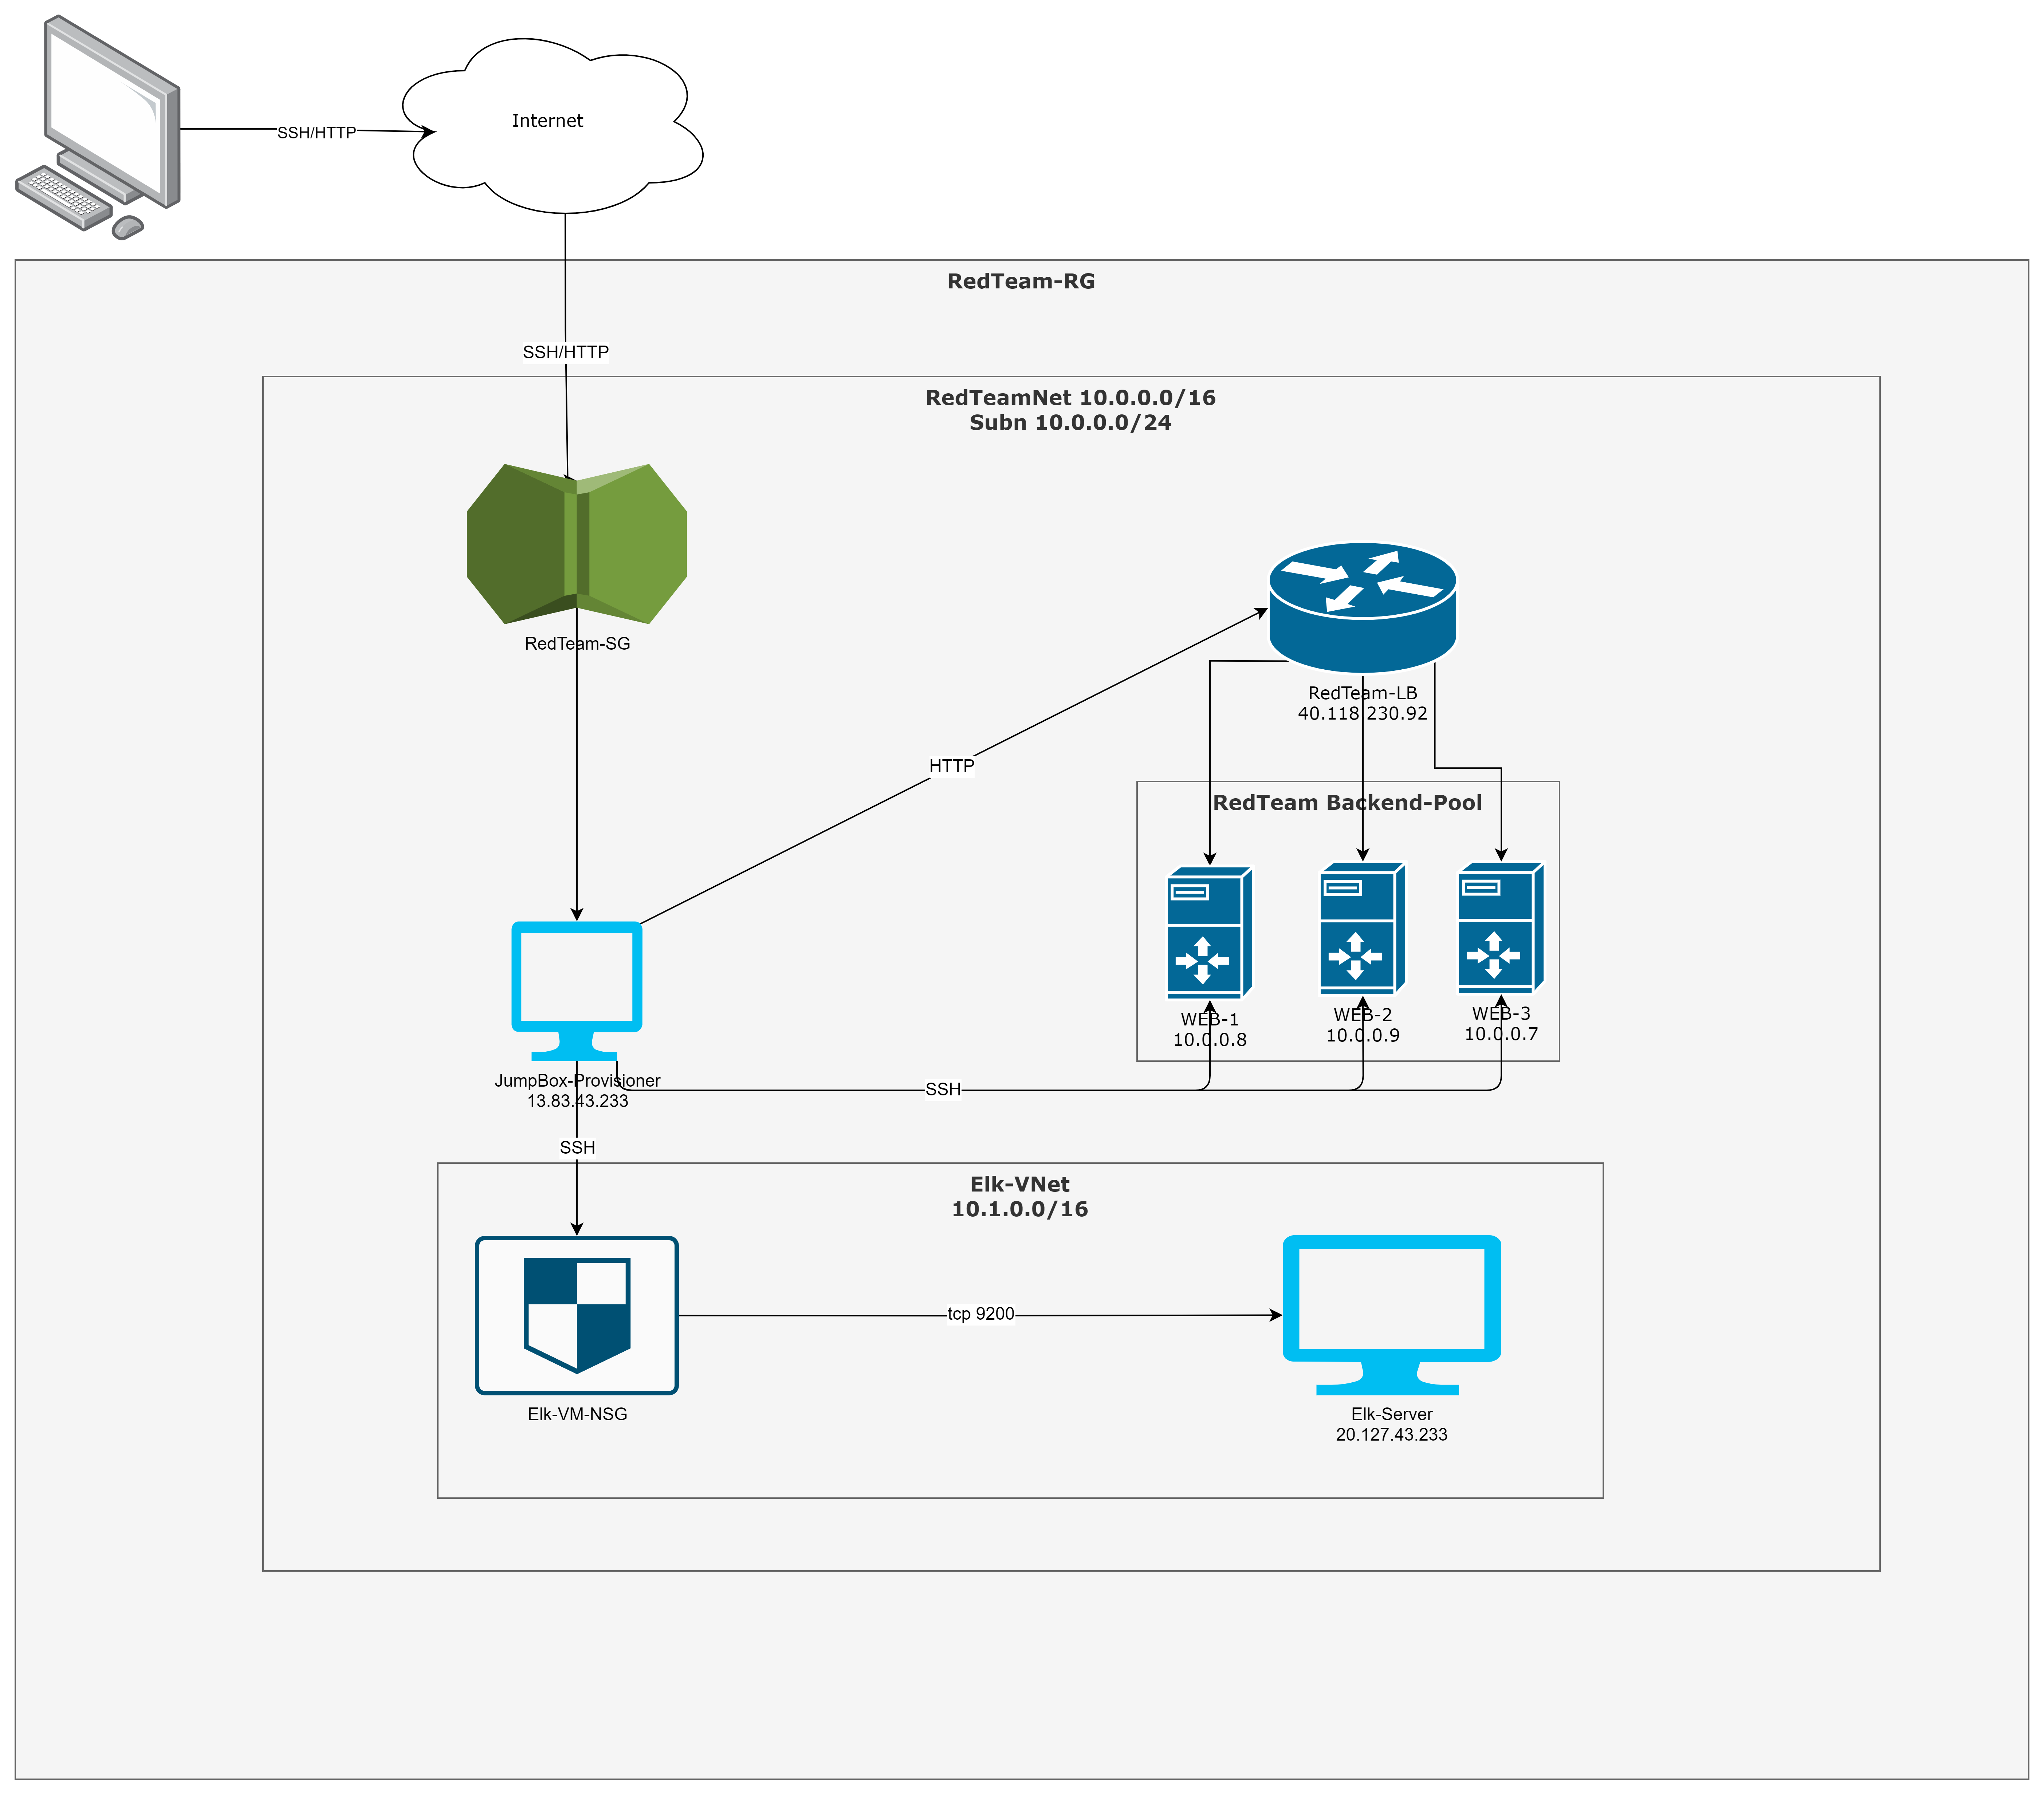 Internet
SSH/HTTP
RedTeam-RG
SSH/HTTP
RedTeamNet 10.0.0.0/16
Subn 10.0.0.0/24
RedTeam-SG
RedTeam-LB
40.118.230.92
HTTP
RedTeam Backend-Pool
WEB-1
10.0.0.8
WEB-2
10.0.0.9
WEB-3
10.0.0.7
JumpBox-Provisioner
13.83.43.233
SSH
SSH
Elk-VNet
10.1.0.0/16
tcp 9200
Elk-VM-NSG
Elk-Server
20.127.43.233